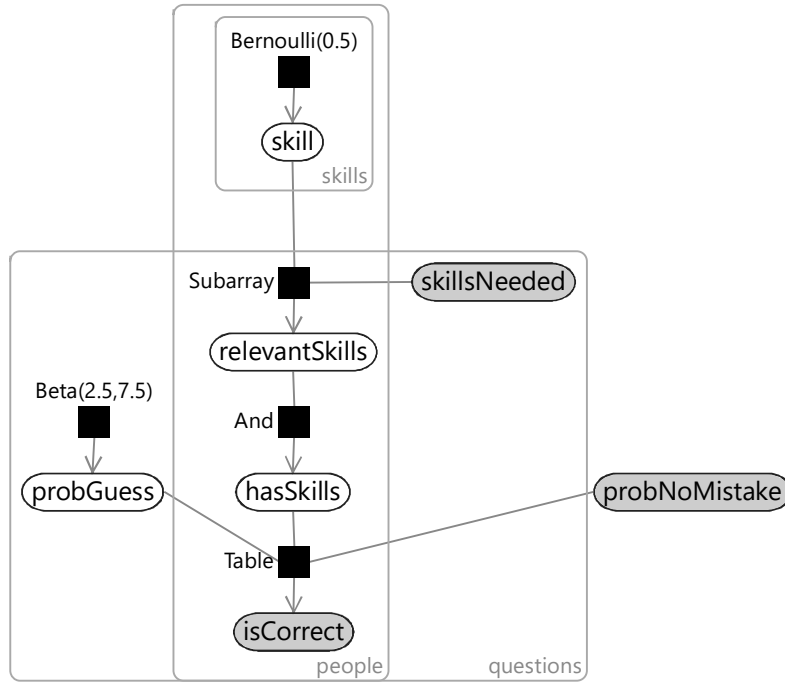 Bernoulli(0.5)
skill
skills
Subarray
skillsNeeded
relevantSkills
Beta(2.5,7.5)
And
probGuess
hasSkills
probNoMistake
Table
isCorrect
people
questions